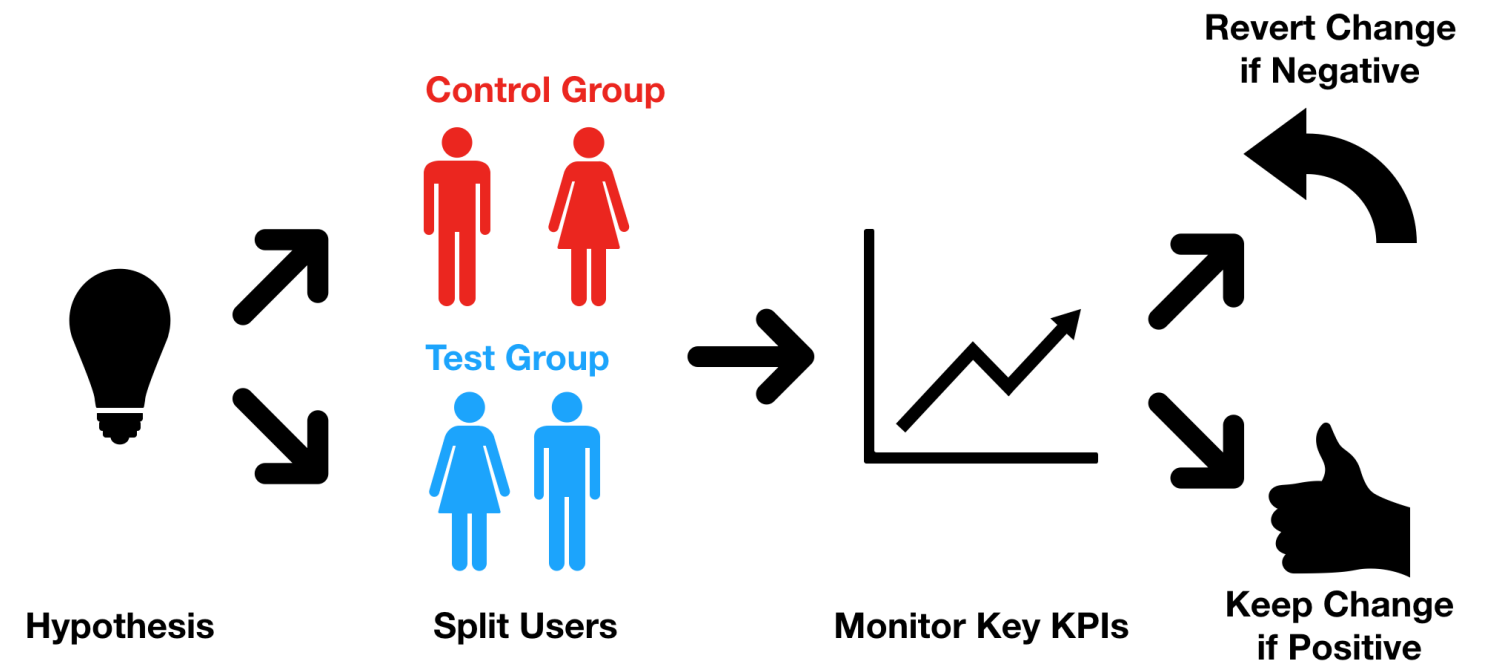 Hypothesis
Control Group
Test Group
Split Users
Monitor Key KPIs
Revert Change
if Negative
Keep Change
if Positive